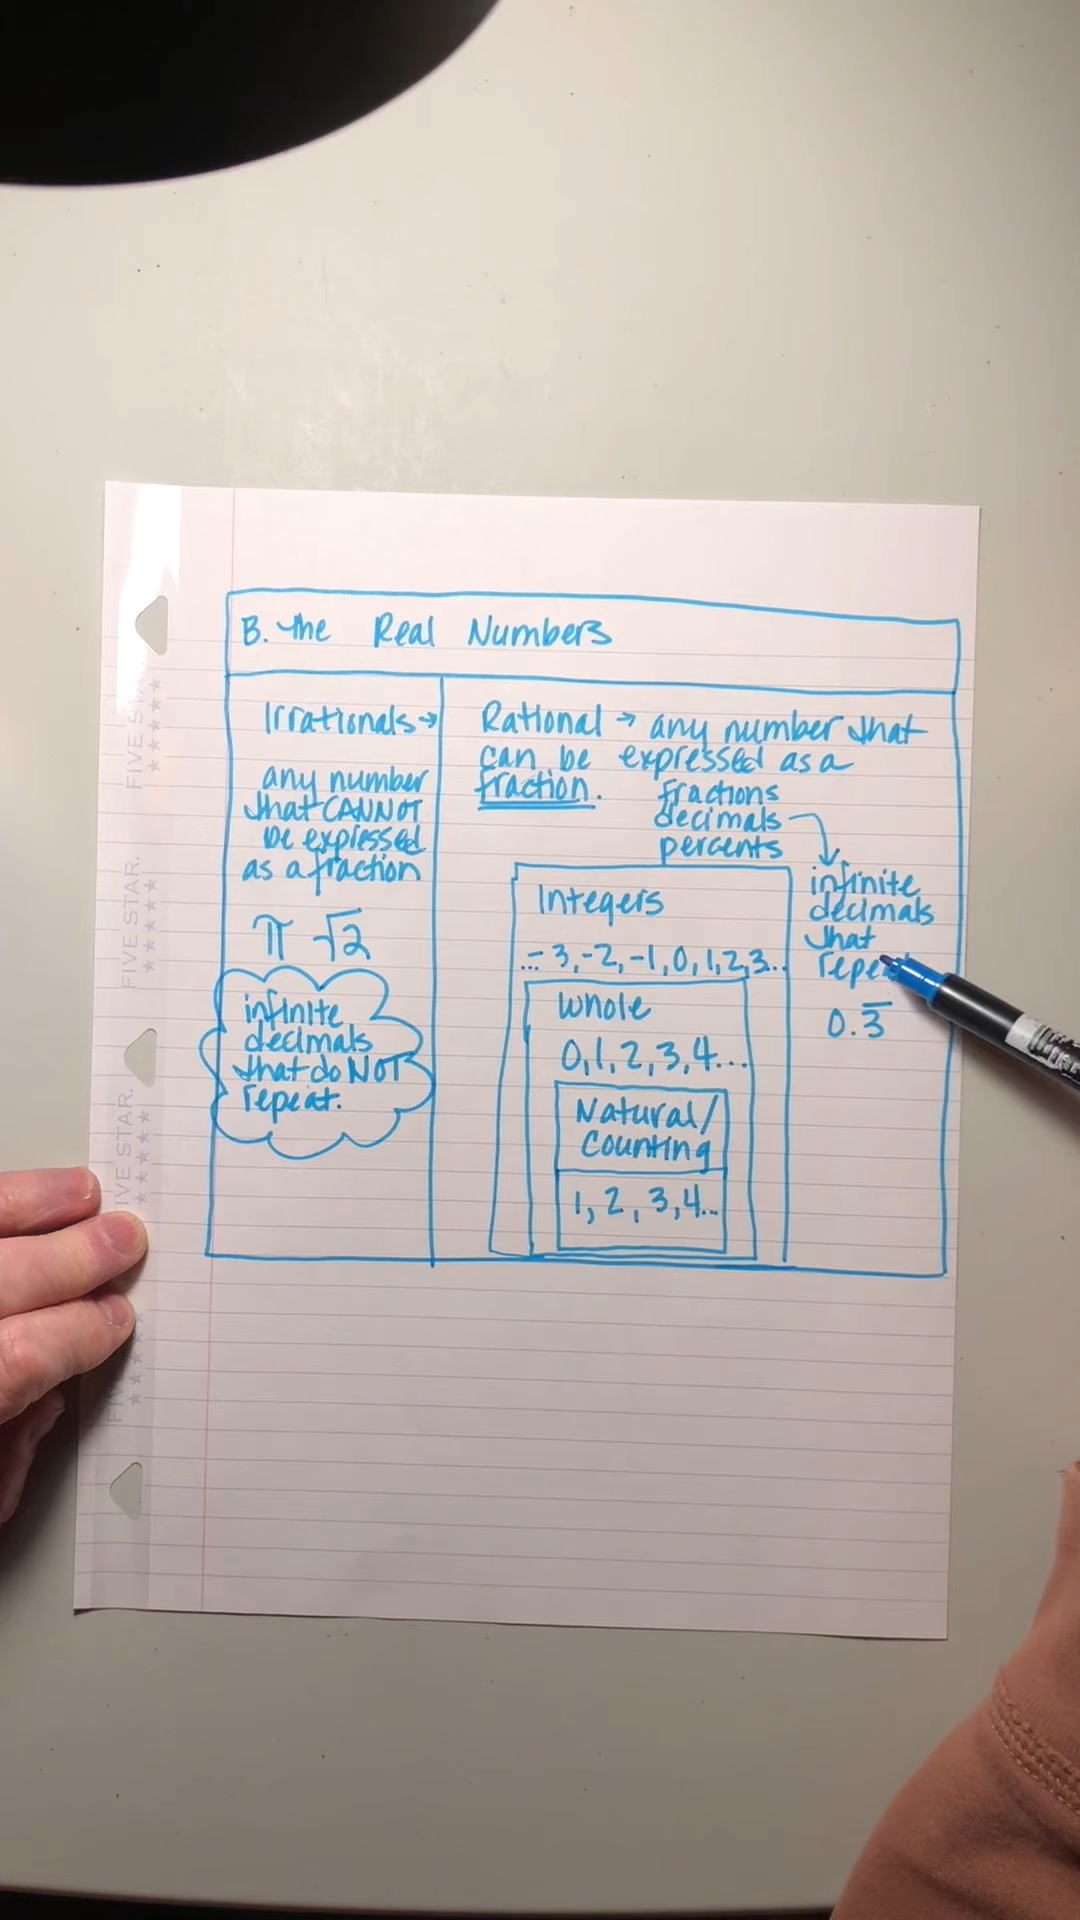 B. The Real Numbers
Irrationals →
any number
that CANNOT
be expressed
as a fraction
π √2
infinite
decimals
that do NOT
repeat.
Rational → any number that
can be expressed as a
fraction.
fractions
decimals
percents
infinite
decimals
that
repeat
0.3̅
Integers
...-3,-2,-1,0,1,2,3...
Whole
0,1,2,3,4...
Natural/
Counting
1, 2, 3,4...
FIVE STAR.
FIVE STAR.
FIVE STAR.